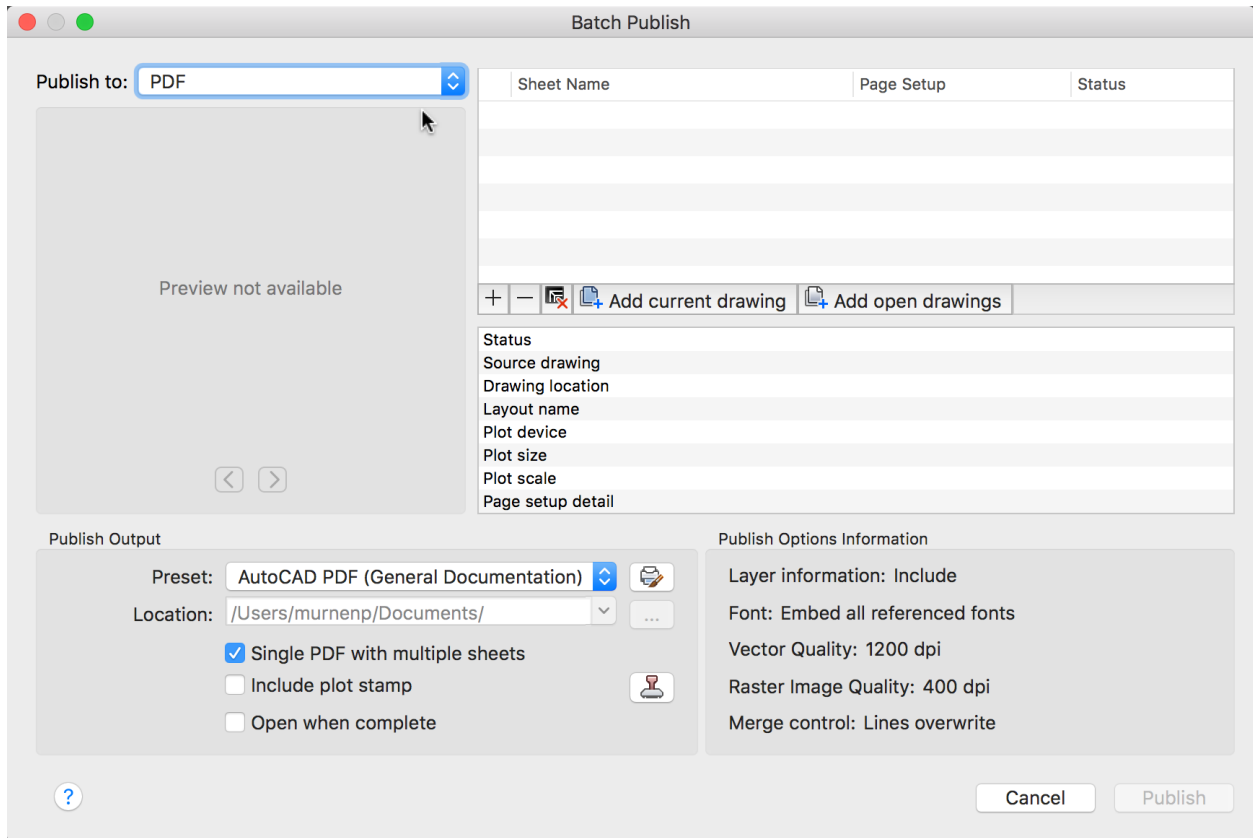 Batch Publish
Publish to: PDF
Sheet Name Page Setup Status
Preview not available
+ − Add current drawing Add open drawings
Status
Source drawing
Drawing location
Layout name
Plot device
Plot size
Plot scale
Page setup detail
Publish Output
Preset: AutoCAD PDF (General Documentation)
Location: /Users/murnenp/Documents/ ...
Single PDF with multiple sheets
Include plot stamp
Open when complete
Publish Options Information
Layer information: Include
Font: Embed all referenced fonts
Vector Quality: 1200 dpi
Raster Image Quality: 400 dpi
Merge control: Lines overwrite
? Cancel Publish